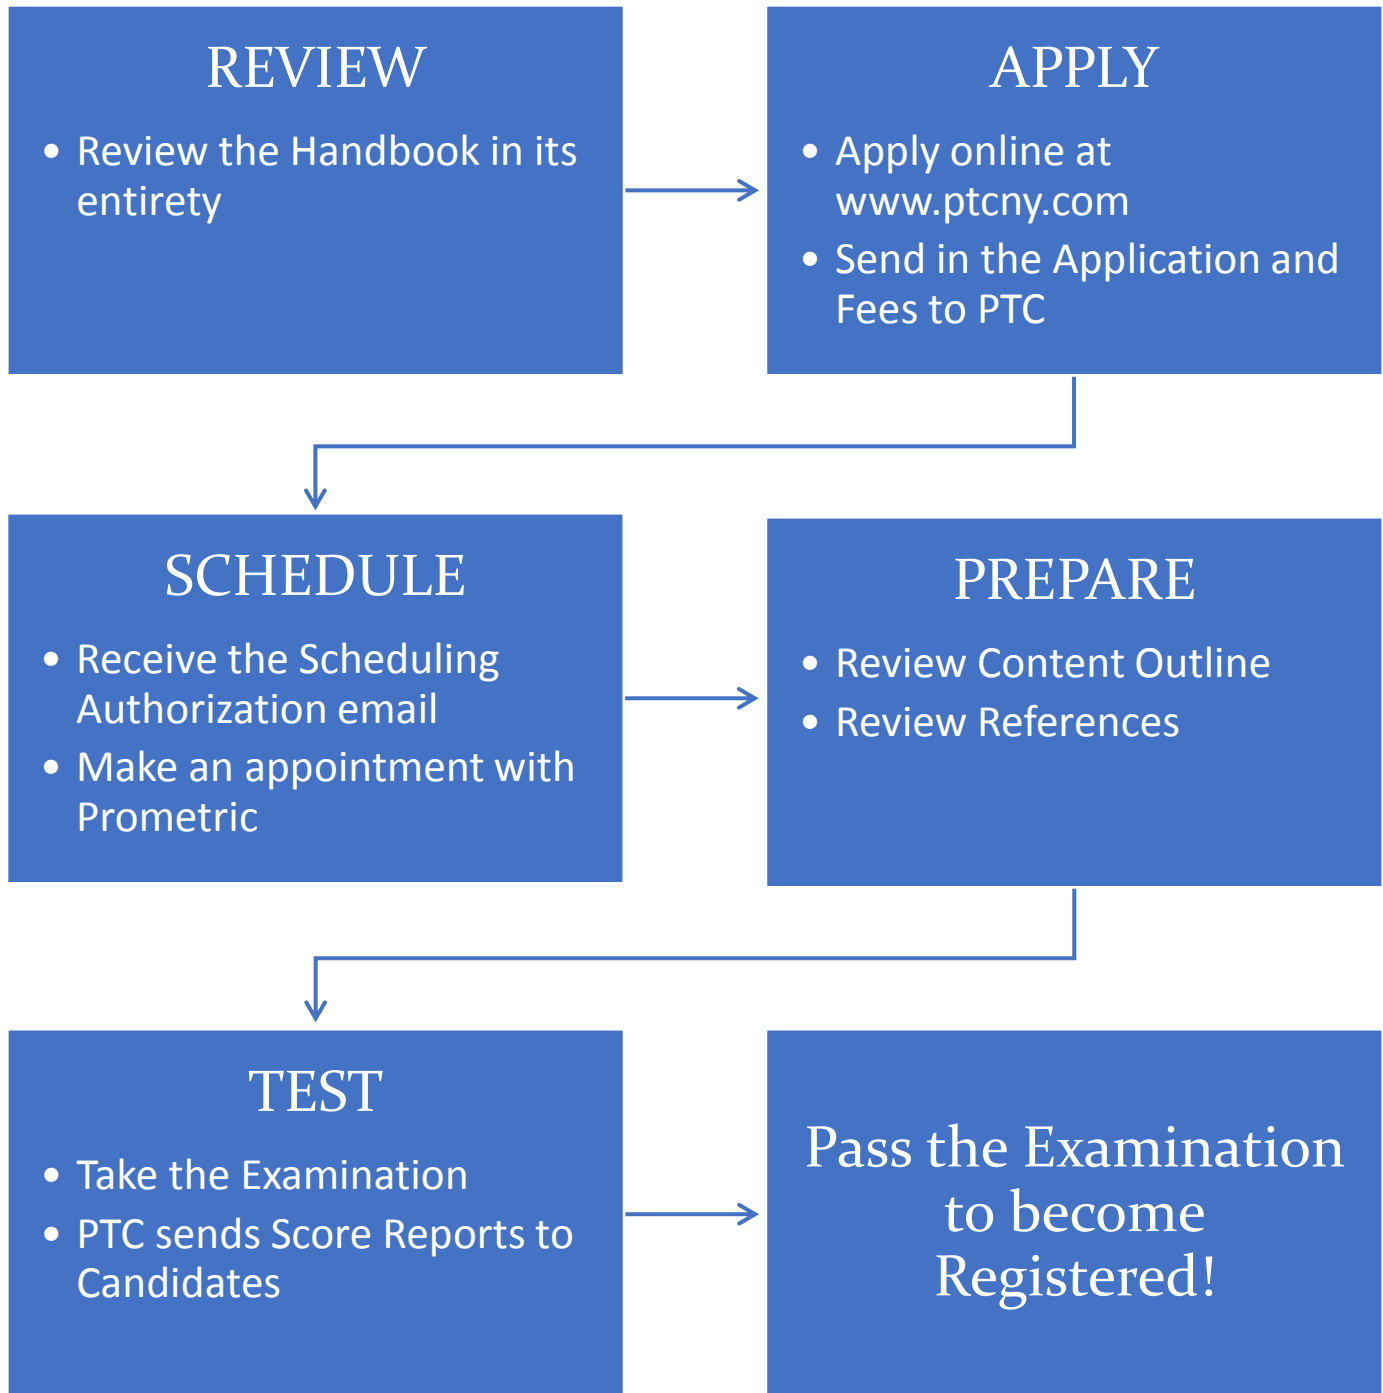 REVIEW
• Review the Handbook in its
entirety
APPLY
• Apply online at
www.ptcny.com
• Send in the Application and
Fees to PTC
SCHEDULE
• Receive the Scheduling
Authorization email
• Make an appointment with
Prometric
PREPARE
• Review Content Outline
• Review References
TEST
• Take the Examination
• PTC sends Score Reports to
Candidates
Pass the Examination
to become
Registered!